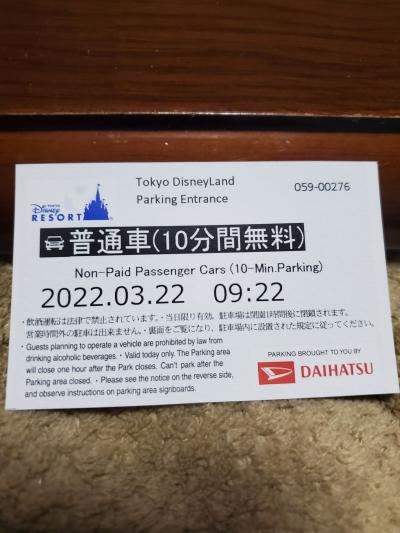 Tokyo DisneyLand
Parking Entrance
059-00276
TOKYO
Disney
RESORT
普通車(10分間無料)
Non-Paid Passenger Cars (10-Min.Parking)
2022.03.22 09:22
・飲酒運転は法律で禁止されています。・当日限り有効。駐車場は閉園1時間後に閉鎖されます。
営業時間外の駐車は出来ません。・裏面をご覧になり、駐車場内に設置された規定に従ってください。
・Guests planning to operate a vehicle are prohibited by law from
drinking alcoholic beverages.・Valid today only. The Parking area
will close one hour after the Park closes. Can't park after the
Parking area closed.・Please see the notice on the reverse side,
and observe instructions on parking area signboards.
PARKING BROUGHT TO YOU BY
DAIHATSU